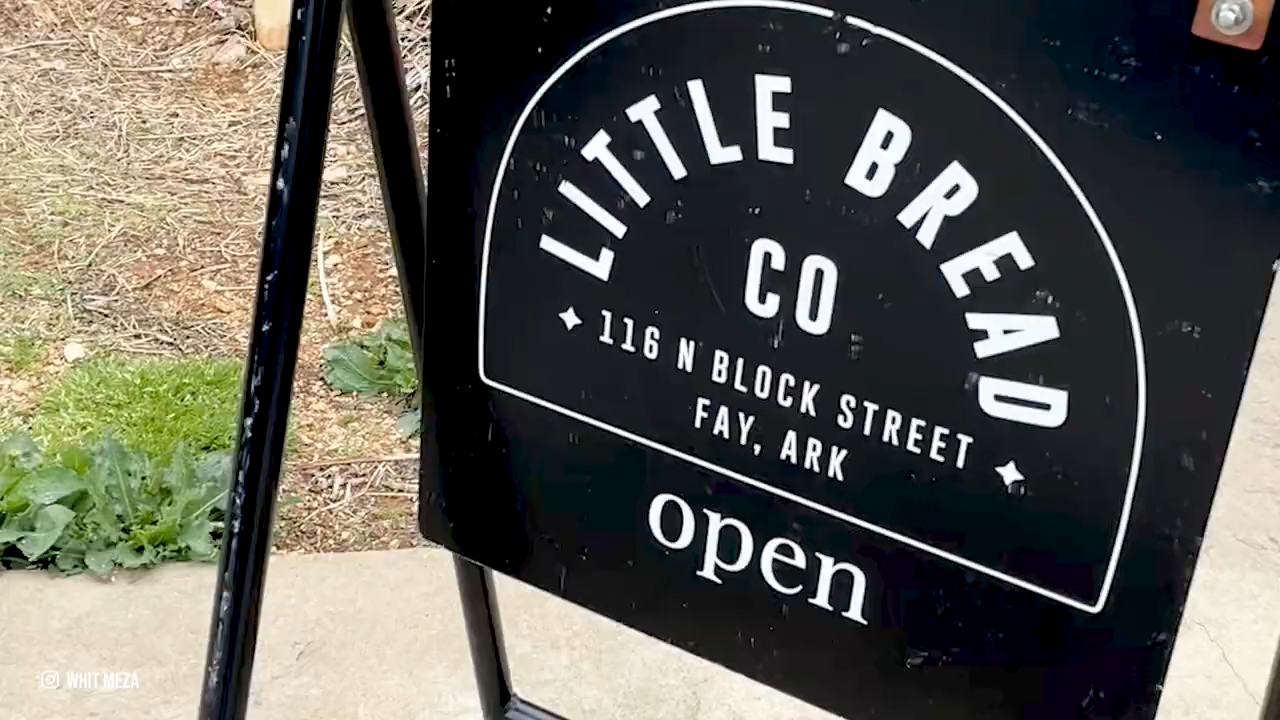 LITTLE BREAD
CO
116 N BLOCK STREET
FAY, ARK
open
WHIT MEZA